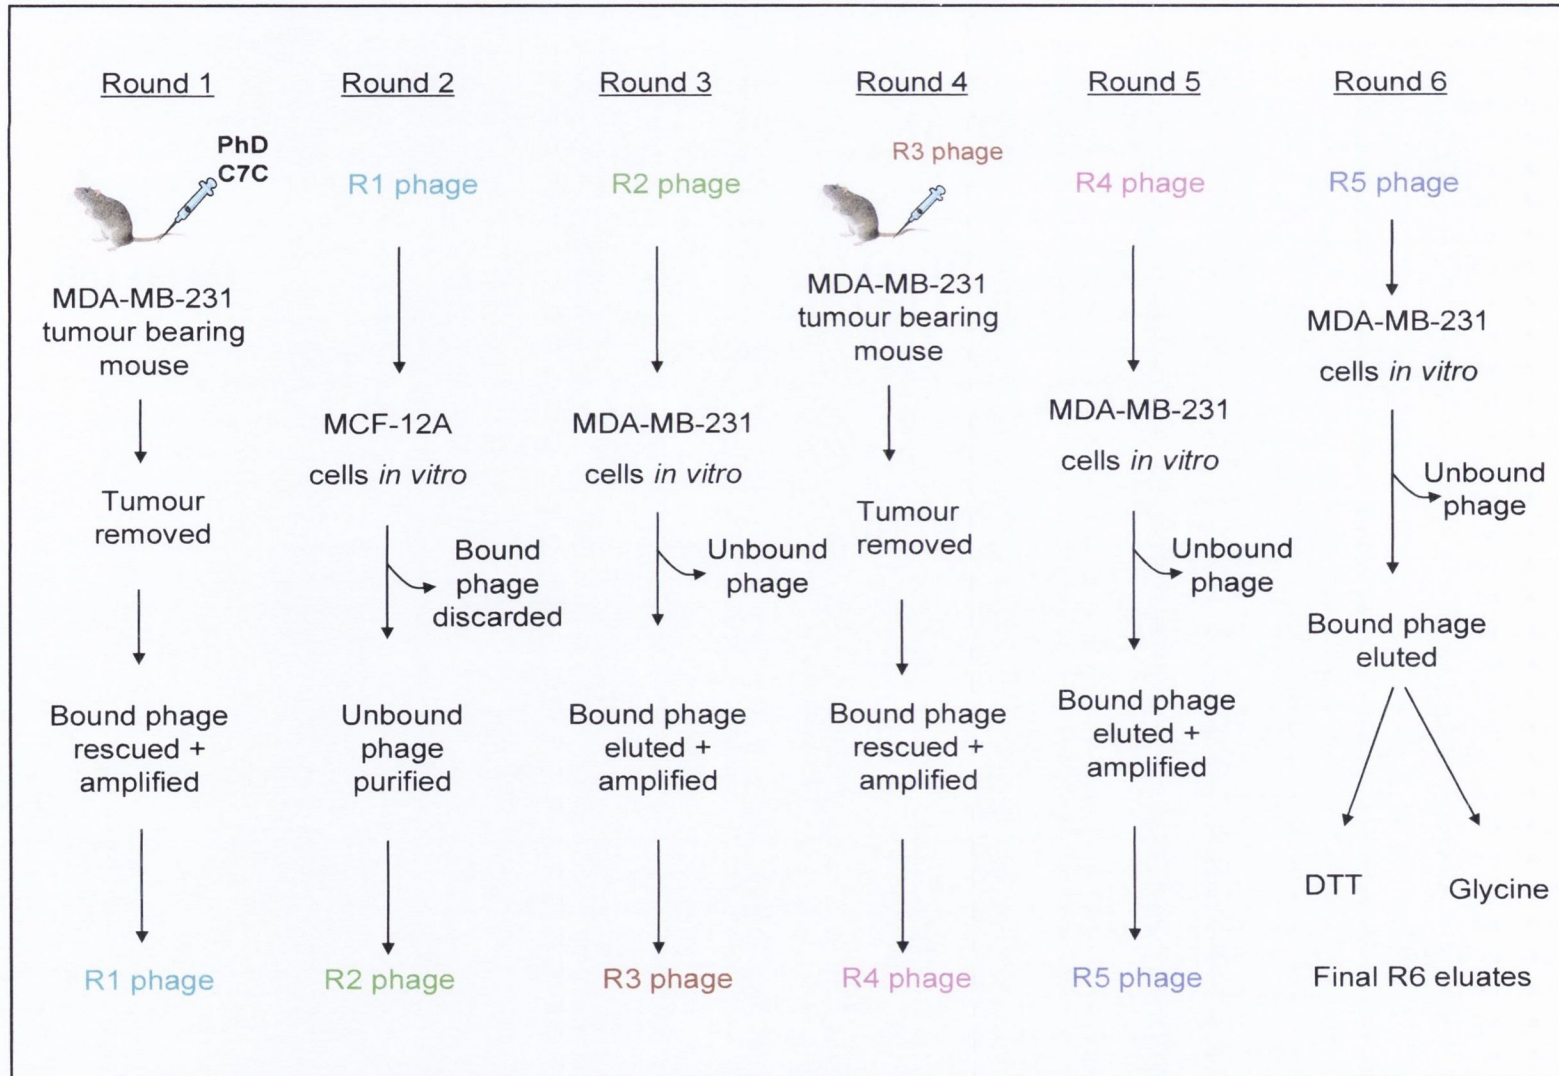 Round 1
PhD
C7C
MDA-MB-231
tumour bearing
mouse
Tumour
removed
Bound phage
rescued +
amplified
R1 phage
Round 2
R1 phage
MCF-12A
cells in vitro
Bound
phage
discarded
Unbound
phage
purified
R2 phage
Round 3
R2 phage
MDA-MB-231
cells in vitro
Unbound
phage
Bound phage
eluted +
amplified
R3 phage
Round 4
R3 phage
MDA-MB-231
tumour bearing
mouse
Tumour
removed
Bound phage
rescued +
amplified
R4 phage
Round 5
R4 phage
MDA-MB-231
cells in vitro
Unbound
phage
Bound phage
eluted +
amplified
R5 phage
Round 6
R5 phage
MDA-MB-231
cells in vitro
Unbound
phage
Bound phage
eluted
DTT
Glycine
Final R6 eluates